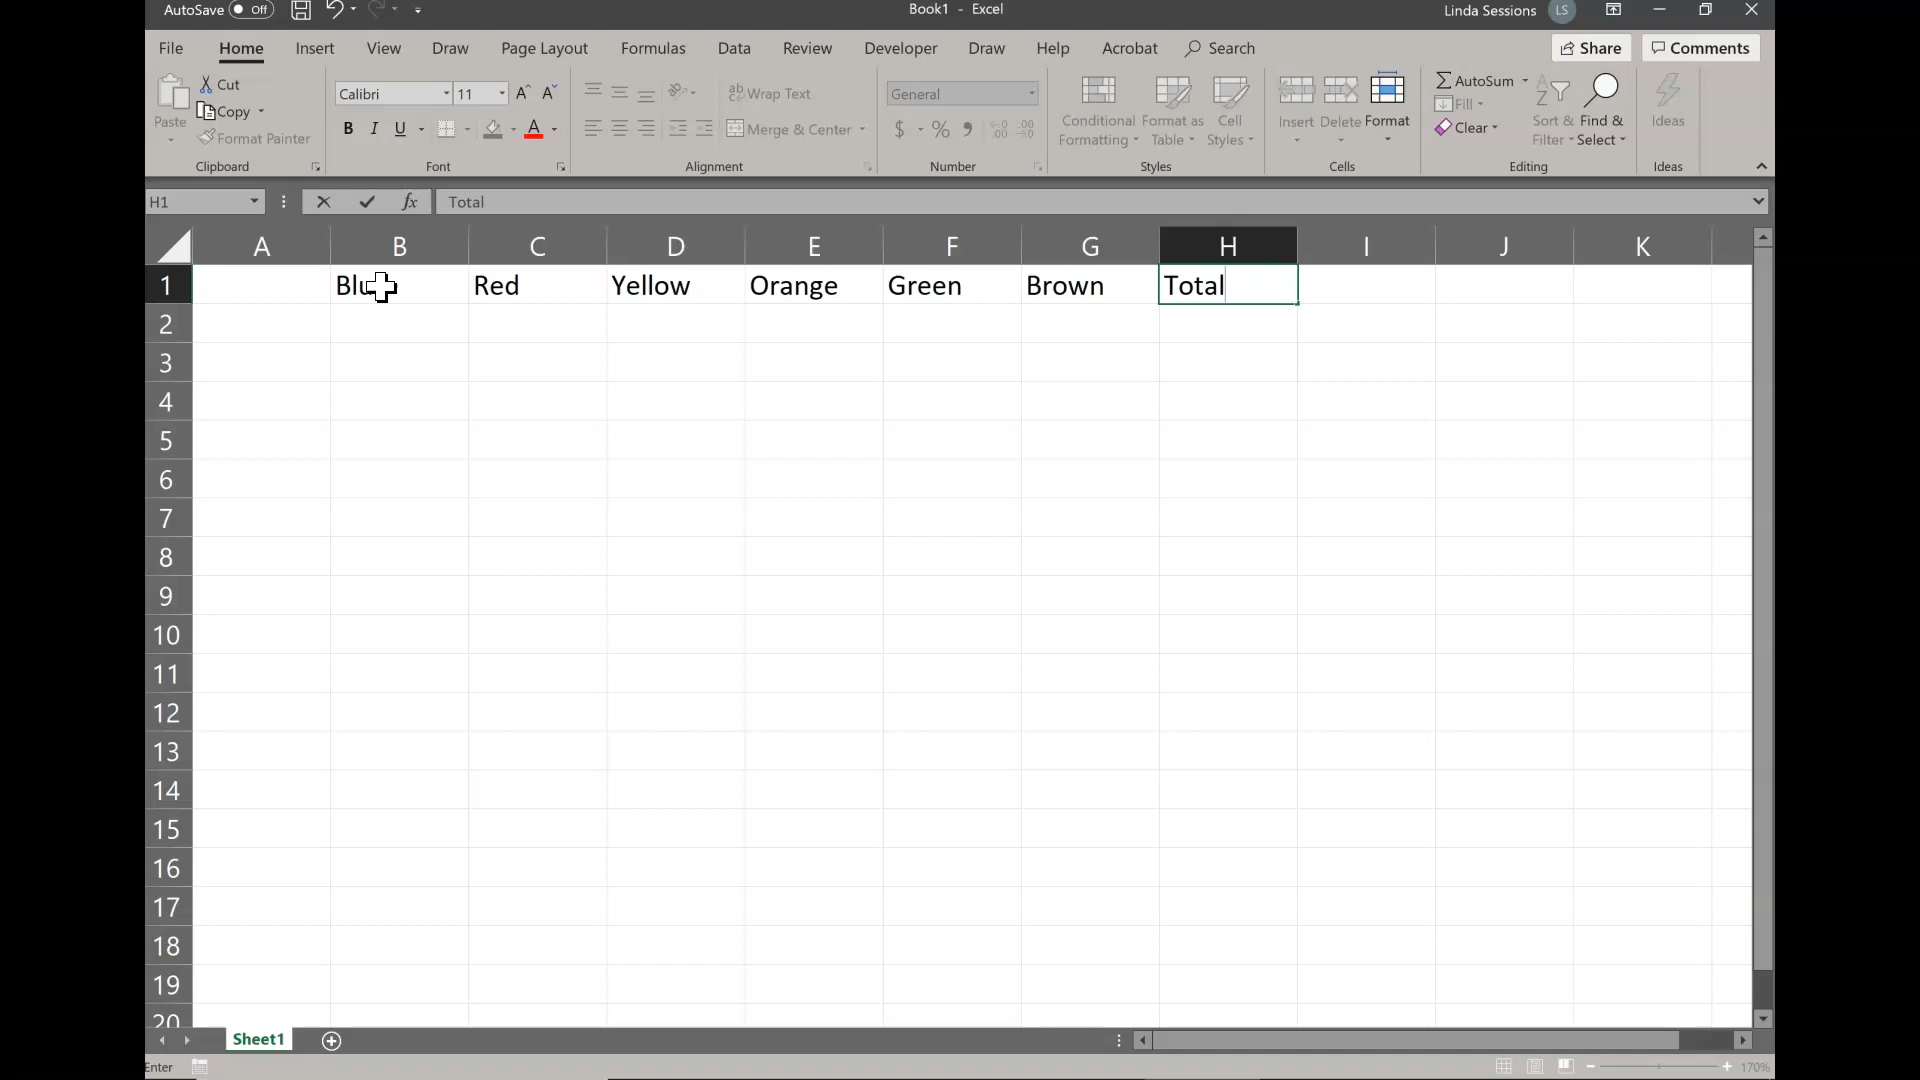 AutoSave Off Book1 - Excel Linda Sessions LS
File Home Insert View Draw Page Layout Formulas Data Review Developer Draw Help Acrobat Search Share Comments
Paste Cut Copy Format Painter Clipboard
Calibri 11 B I U A Font
Wrap Text Merge & Center Alignment
General $ % Number
Conditional Formatting Format as Table Cell Styles Styles
Insert Delete Format Cells
AutoSum Fill Clear Sort & Filter Find & Select Editing
Ideas Ideas
H1 fx Total
A B C D E F G H I J K
1 Red Yellow Orange Green Brown Total
2
3
4
5
6
7
8
9
10
11
12
13
14
15
16
17
18
19
20
Sheet1
Enter 170%